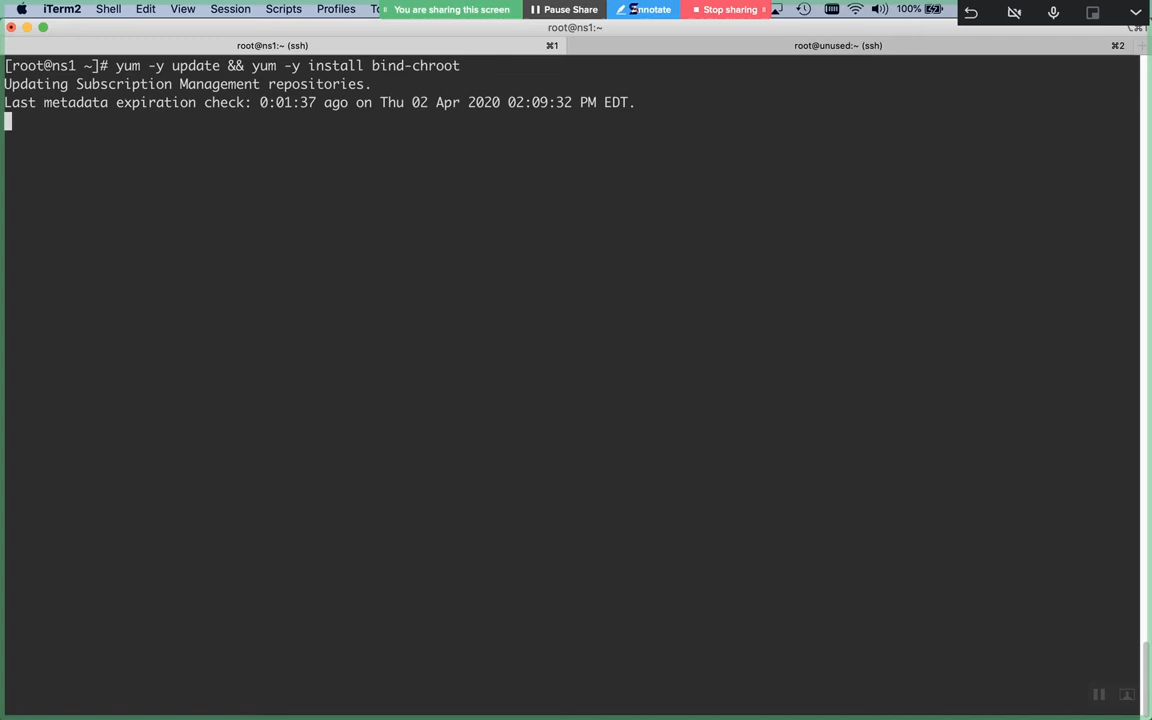 iTerm2 Shell Edit View Session Scripts Profiles
You are sharing this screen
Pause Share
Stop sharing
100%
root@ns1:~
root@ns1:~ (ssh) ⌘1 root@unused:~ (ssh) ⌘2
[root@ns1 ~]# yum -y update && yum -y install bind-chroot
Updating Subscription Management repositories.
Last metadata expiration check: 0:01:37 ago on Thu 02 Apr 2020 02:09:32 PM EDT.